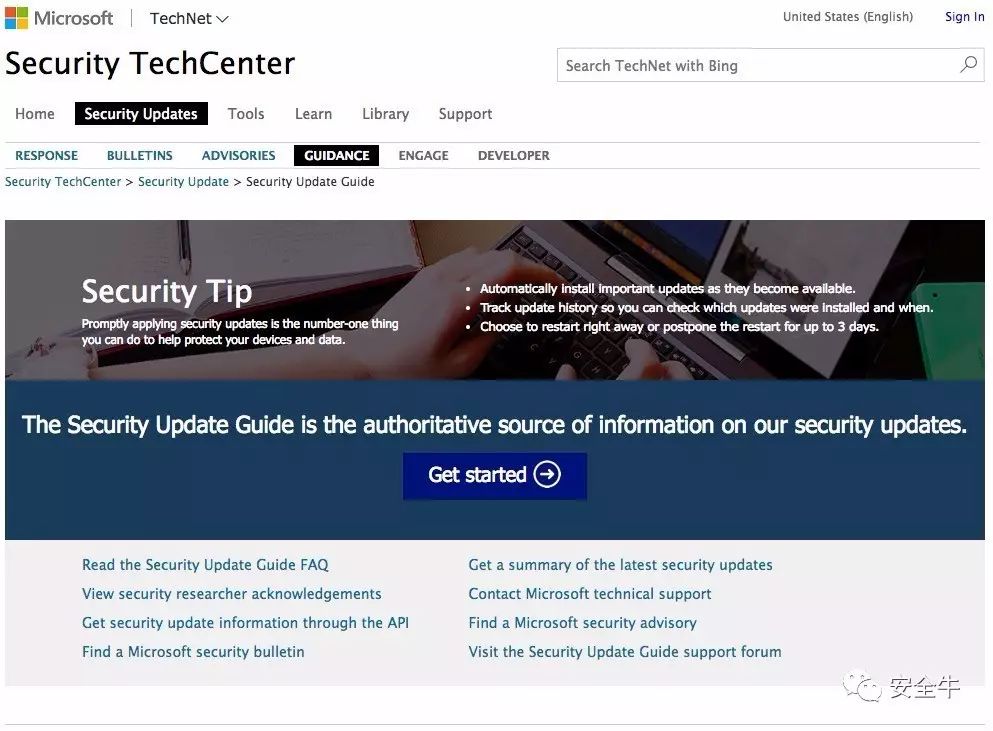 Microsoft TechNet United States (English) Sign In
Security TechCenter
Search TechNet with Bing
Home Security Updates Tools Learn Library Support
RESPONSE BULLETINS ADVISORIES GUIDANCE ENGAGE DEVELOPER
Security TechCenter > Security Update > Security Update Guide
Security Tip
Promptly applying security updates is the number-one thing
you can do to help protect your devices and data.
• Automatically install important updates as they become available.
• Track update history so you can check which updates were installed and when.
• Choose to restart right away or postpone the restart for up to 3 days.
The Security Update Guide is the authoritative source of information on our security updates.
Get started
Read the Security Update Guide FAQ
View security researcher acknowledgements
Get security update information through the API
Find a Microsoft security bulletin
Get a summary of the latest security updates
Contact Microsoft technical support
Find a Microsoft security advisory
Visit the Security Update Guide support forum
安全牛